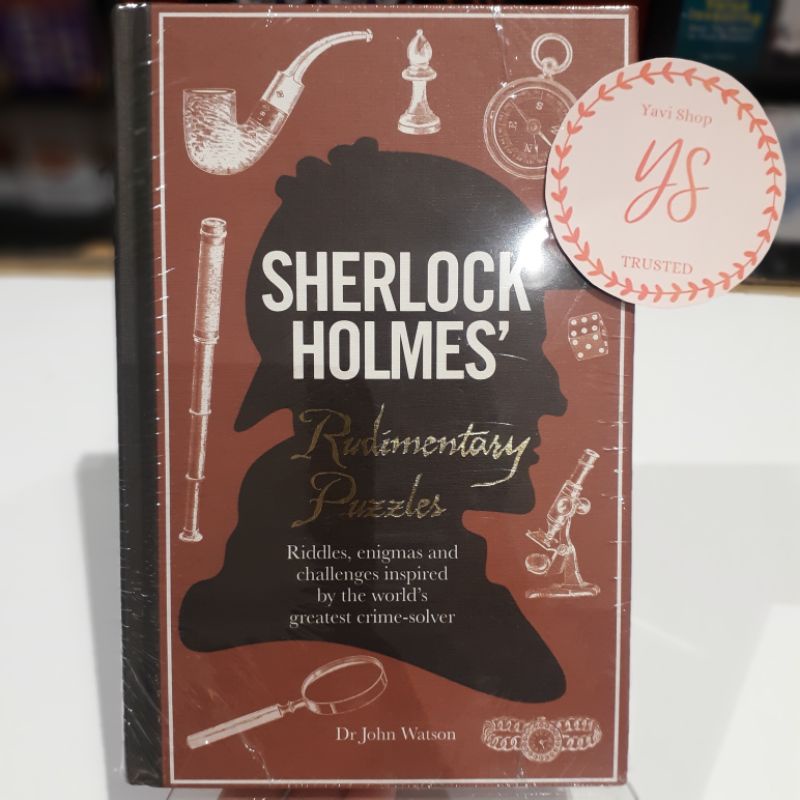 Yavi Shop
ys
TRUSTED
SHERLOCK
HOLMES'
Rudimentary
Puzzles
Riddles, enigmas and
challenges inspired
by the world's
greatest crime-solver
Dr John Watson
E
S